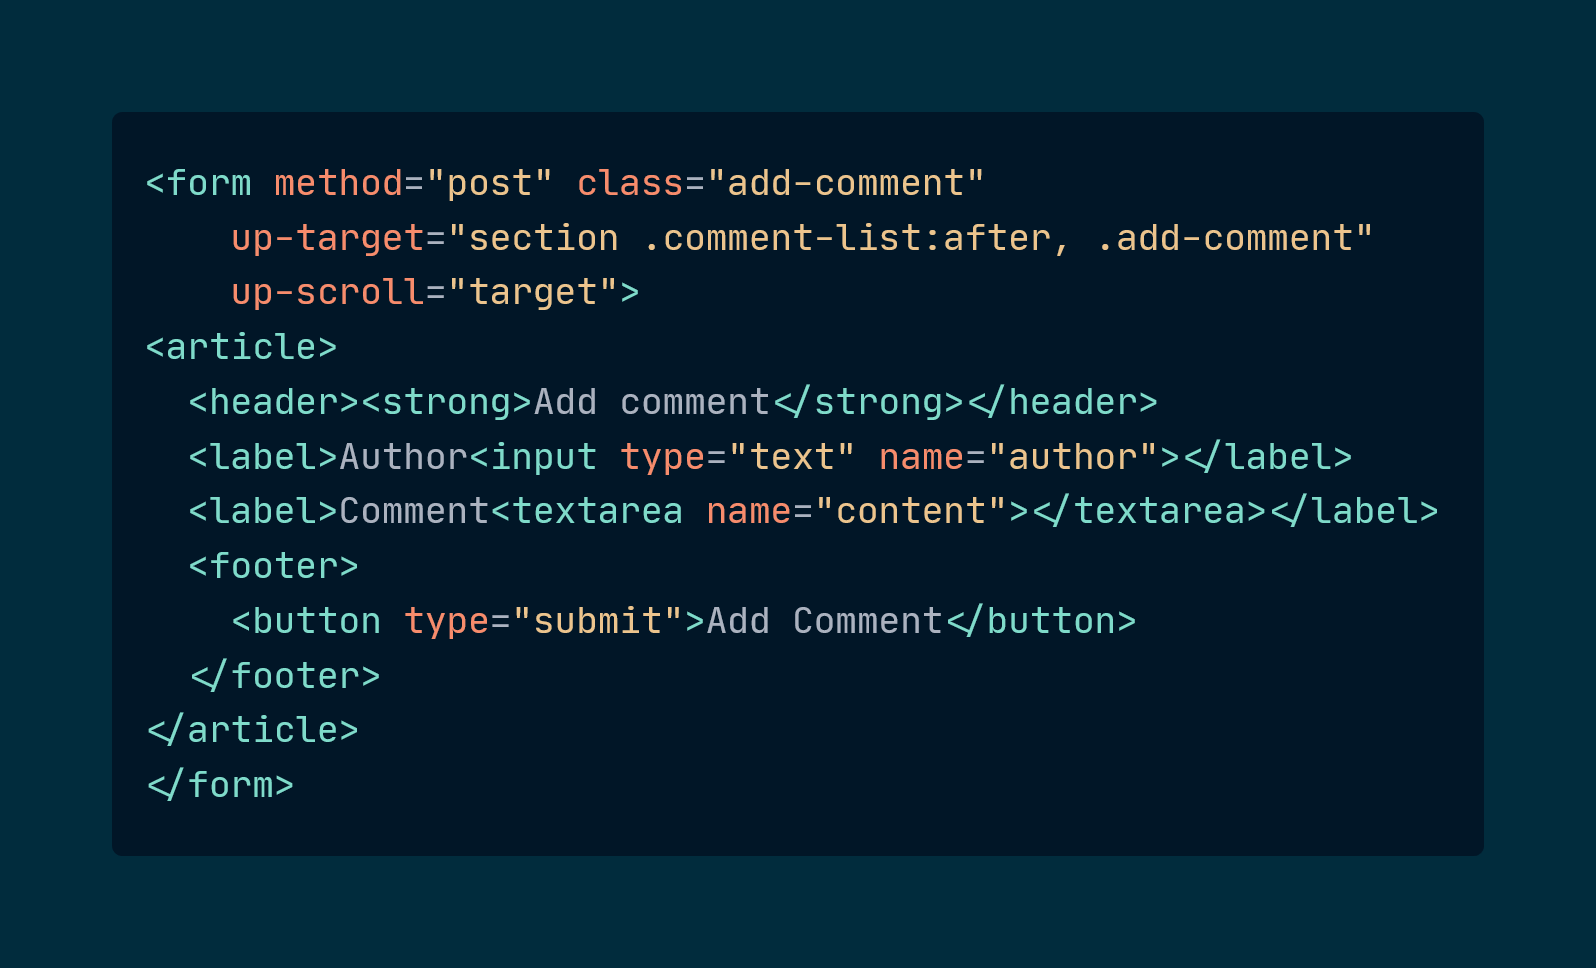 <form method="post" class="add-comment"
    up-target="section .comment-list:after, .add-comment"
    up-scroll="target">
<article>
  <header><strong>Add comment</strong></header>
  <label>Author<input type="text" name="author"></label>
  <label>Comment<textarea name="content"></textarea></label>
  <footer>
    <button type="submit">Add Comment</button>
  </footer>
</article>
</form>